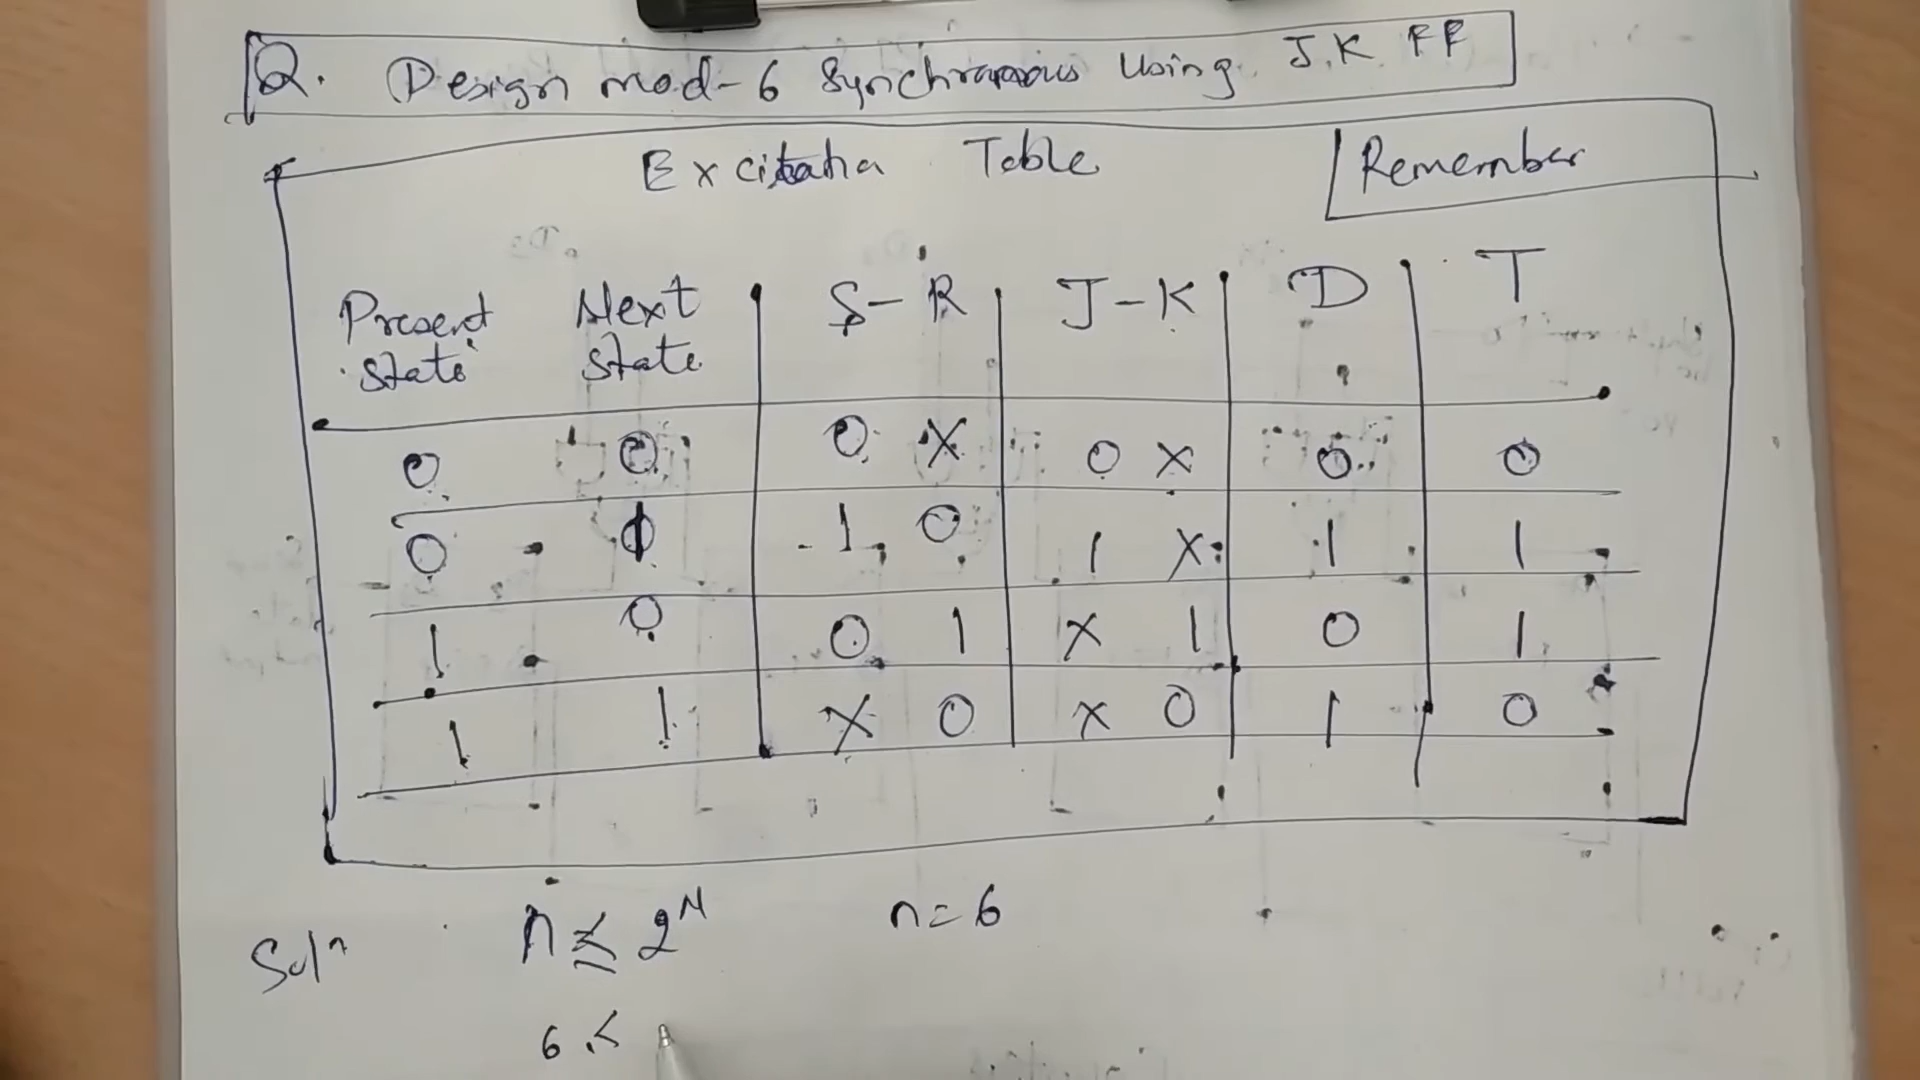 Q. Design mod-6 Synchronous Using J.K FF
Excitation Table Remember
Present state Next state S-R J-K D T
0 0 0 X 0 X 0 0
0 1 1 0 1 X 1 1
1 0 0 1 X 1 0 1
1 1 X 0 X 0 1 0
Solⁿ n ≤ 2ᴺ n=6
6 <